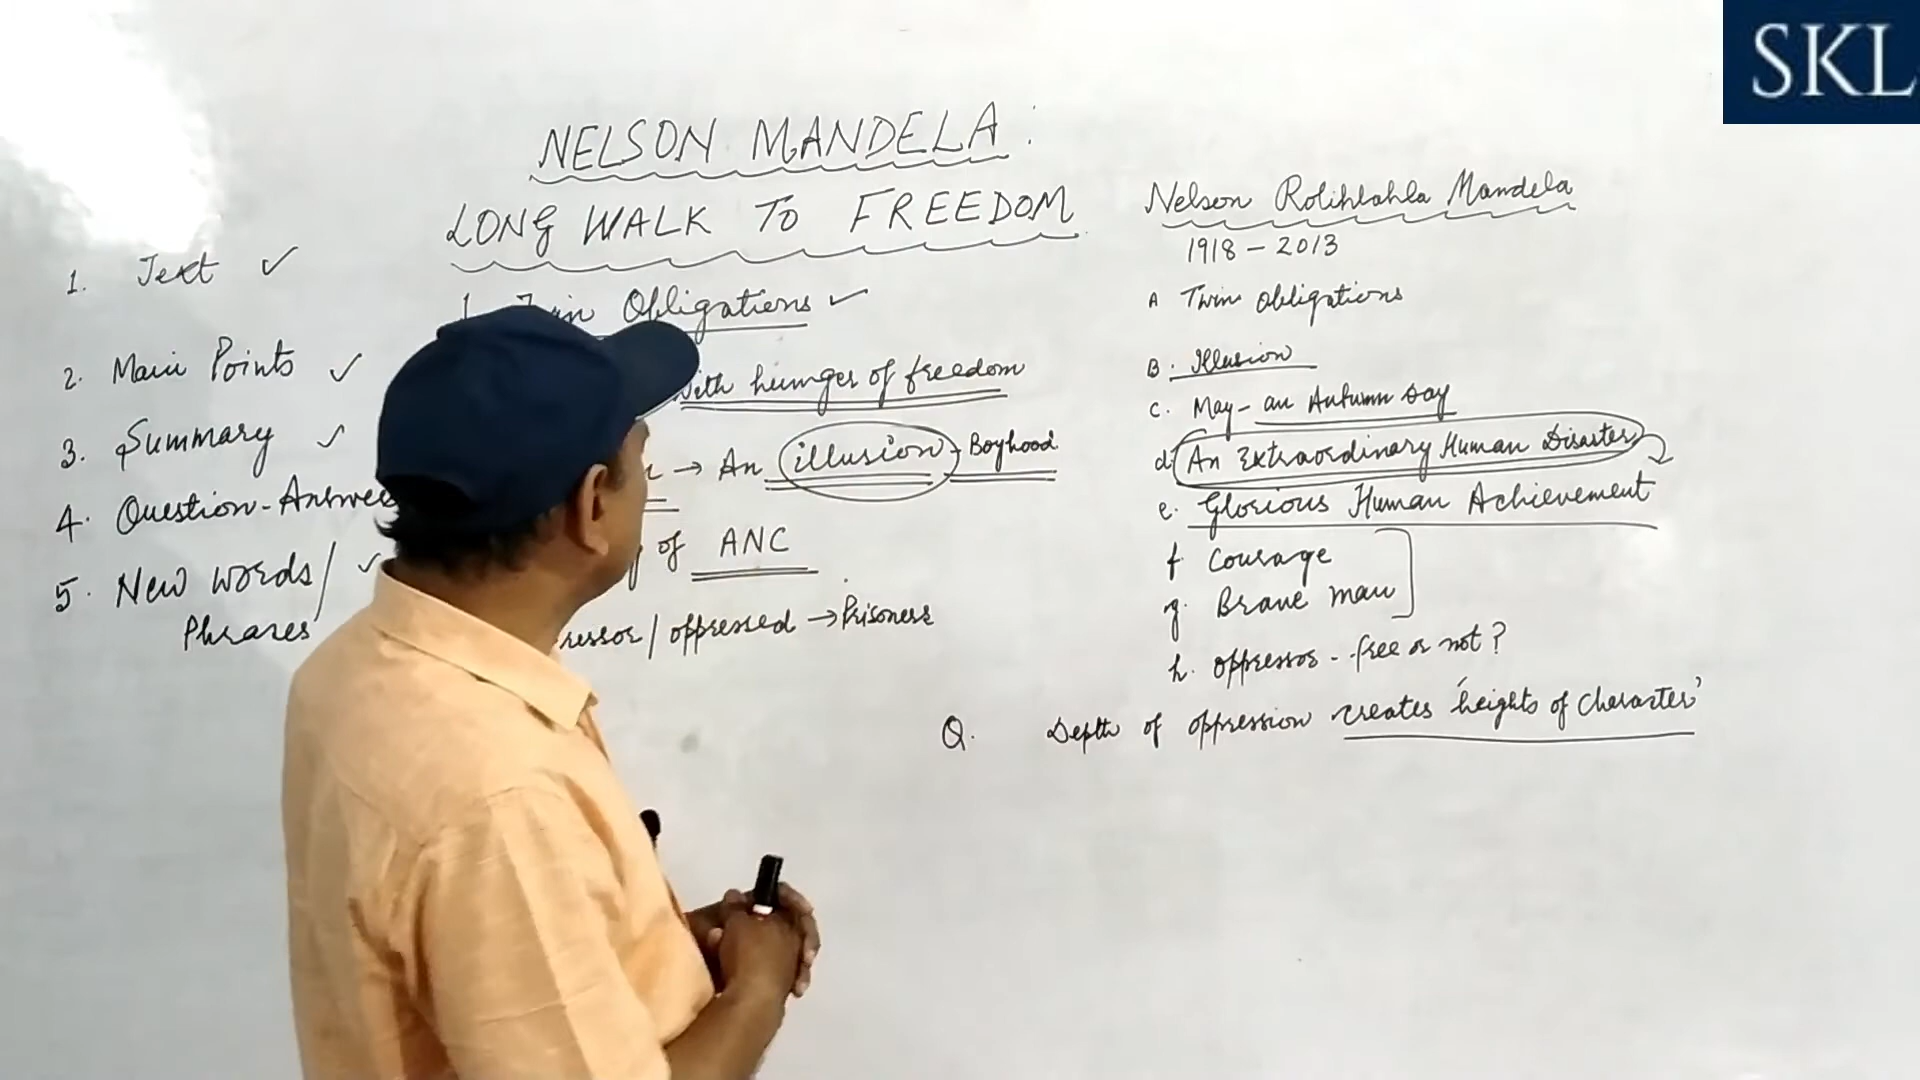 SKL
NELSON MANDELA:
LONG WALK TO FREEDOM
1. Text ✓
2. Main Points ✓
3. Summary ✓
4. Question-Answer
5. New words/ ✓
Phrases
1. Obligations ✓
with hunger of freedom
→ An illusion - Boyhood
of ANC
ressor/oppressed → Prisoners
Nelson Rolihlahla Mandela
1918-2013
A Twin obligations
B. Illusion
C. May - an Autumn Day
d. An Extraordinary Human Disaster
e. Glorious Human Achievement
f Courage
g. Brave man
h. oppressor - free or not?
Q. Depth of oppression creates 'heights of character'